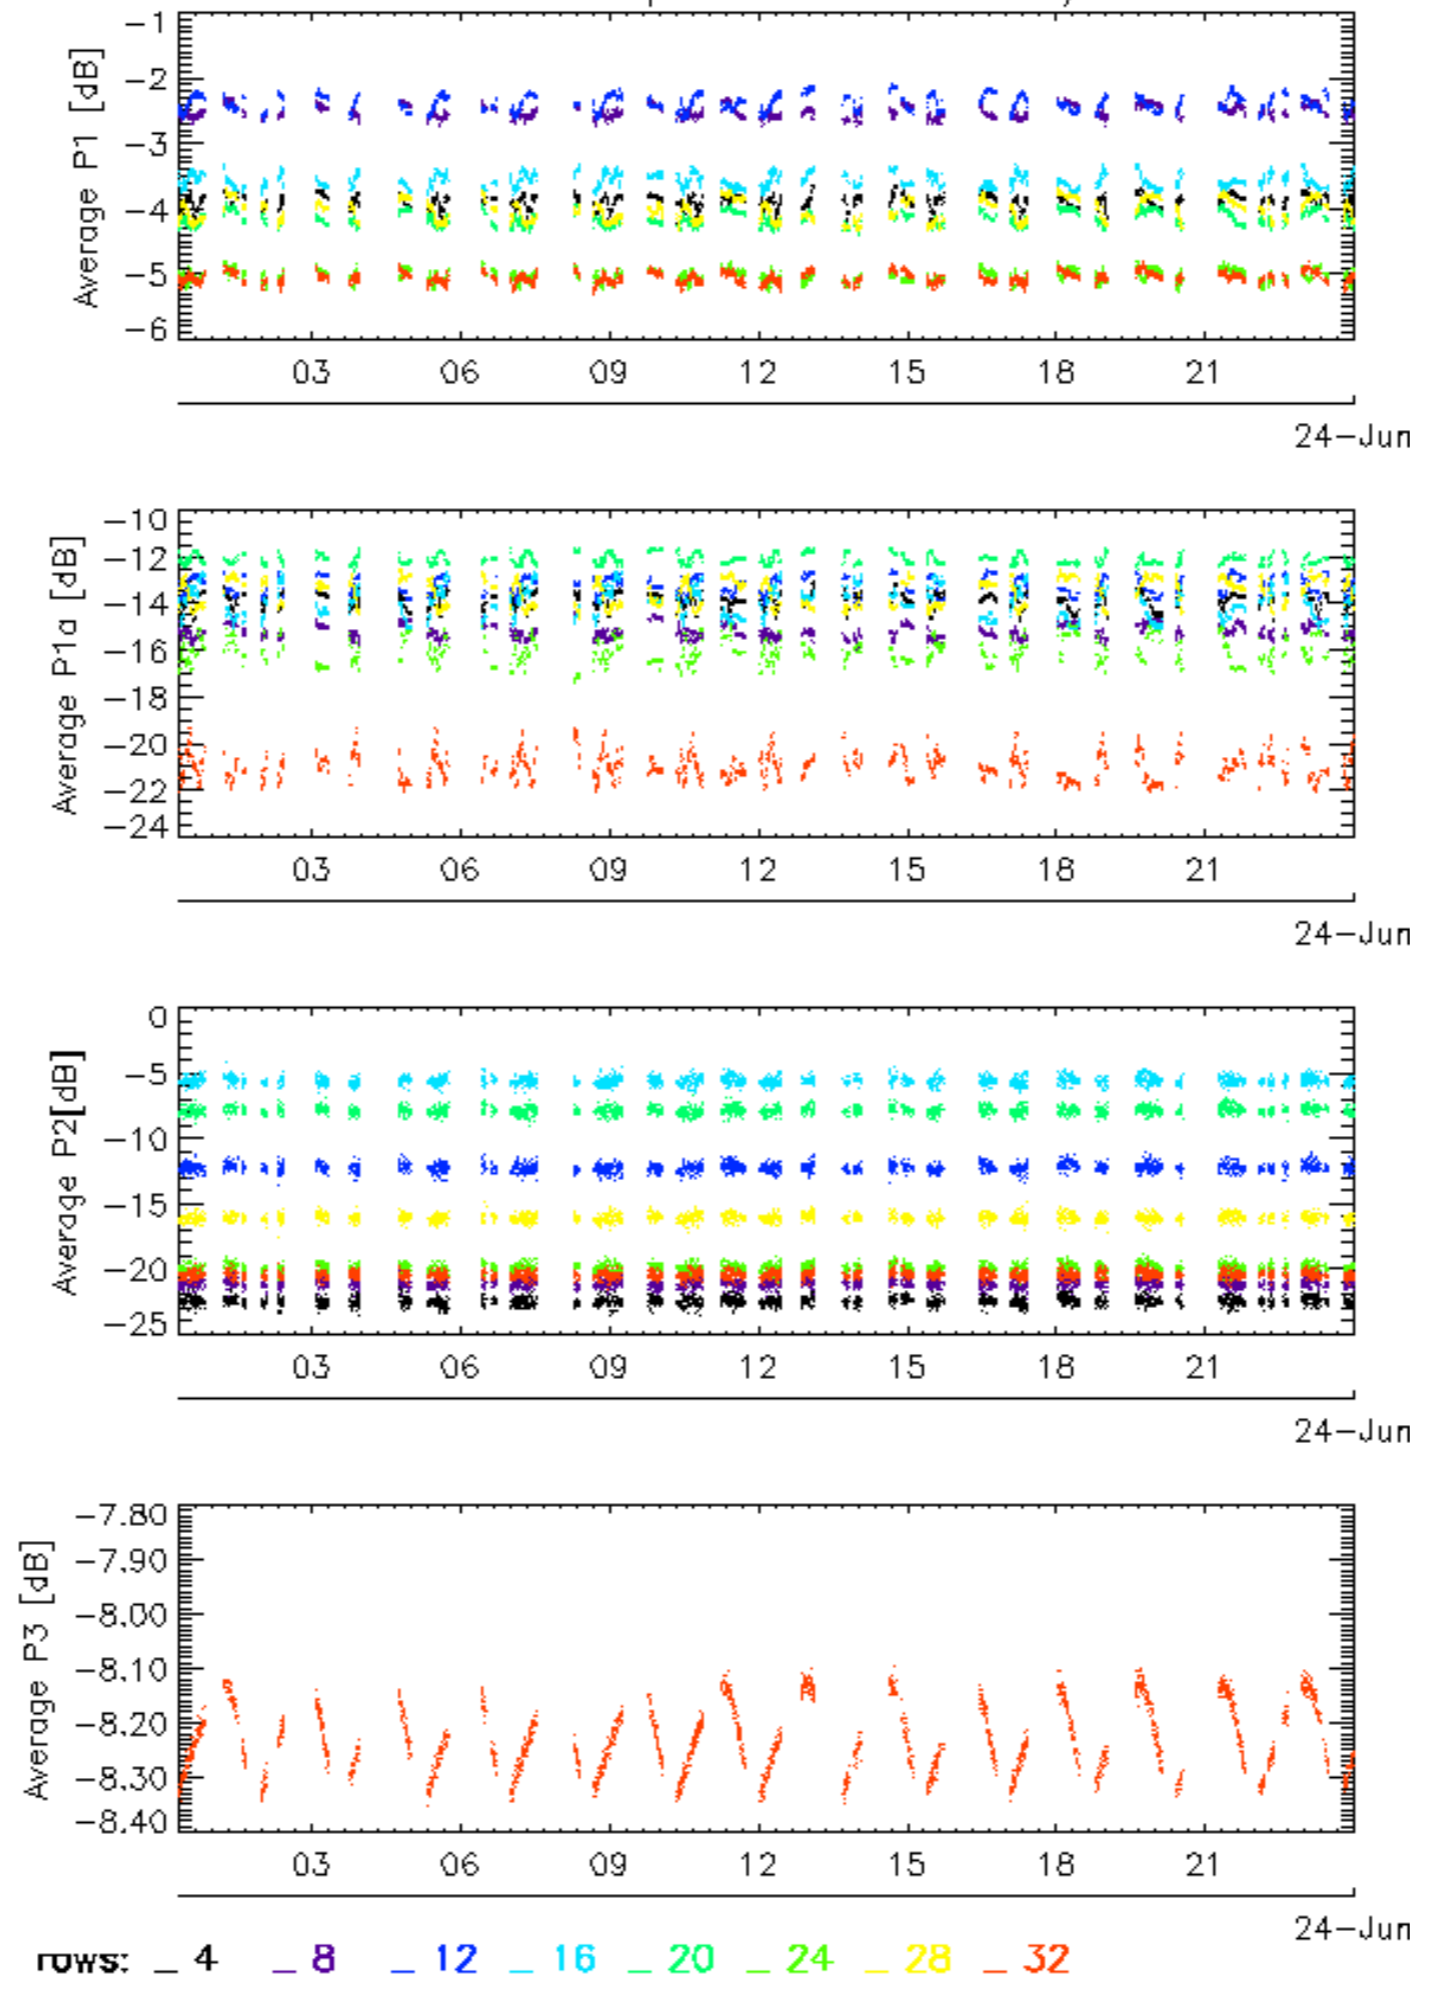 -1
-2
-3
-4
-5
-6
Average P1 [dB]
03 06 09 12 15 18 21
24-Jun
-10
-12
-14
-16
-18
-20
-22
-24
Average P1a [dB]
03 06 09 12 15 18 21
24-Jun
0
-5
-10
-15
-20
-25
Average P2[dB]
03 06 09 12 15 18 21
24-Jun
-7.80
-7.90
-8.00
-8.10
-8.20
-8.30
-8.40
Average P3 [dB]
03 06 09 12 15 18 21
24-Jun
rows: _ 4 _ 8 _ 12 _ 16 _ 20 _ 24 _ 28 _ 32